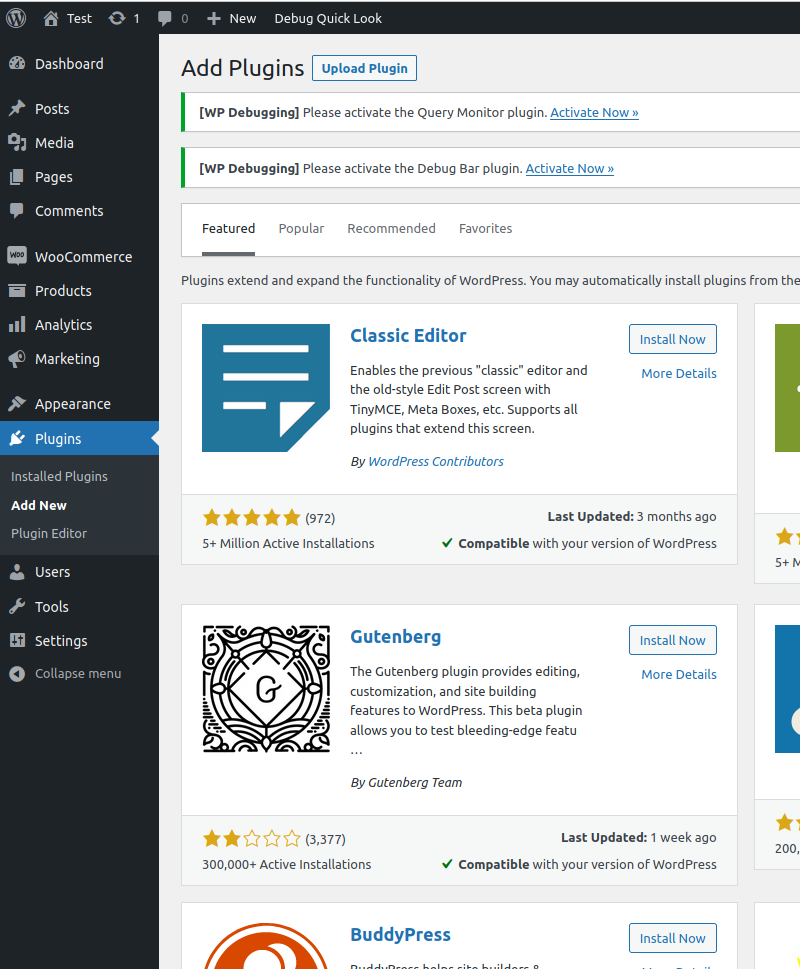 Test 1 0 New Debug Quick Look
Dashboard
Posts
Media
Pages
Comments
woo WooCommerce
Products
Analytics
Marketing
Appearance
Plugins
Installed Plugins
Add New
Plugin Editor
Users
Tools
Settings
Collapse menu
Add Plugins Upload Plugin
[WP Debugging] Please activate the Query Monitor plugin. Activate Now »
[WP Debugging] Please activate the Debug Bar plugin. Activate Now »
Featured Popular Recommended Favorites
Plugins extend and expand the functionality of WordPress. You may automatically install plugins from the
Classic Editor
Install Now
More Details
Enables the previous "classic" editor and
the old-style Edit Post screen with
TinyMCE, Meta Boxes, etc. Supports all
plugins that extend this screen.
By WordPress Contributors
(972)
5+ Million Active Installations
Last Updated: 3 months ago
Compatible with your version of WordPress
5+ M
G
Gutenberg
Install Now
More Details
The Gutenberg plugin provides editing,
customization, and site building
features to WordPress. This beta plugin
allows you to test bleeding-edge featu
…
By Gutenberg Team
(3,377)
300,000+ Active Installations
Last Updated: 1 week ago
Compatible with your version of WordPress
200,
BuddyPress
Install Now
BuddyPress helps site builders &
More Details